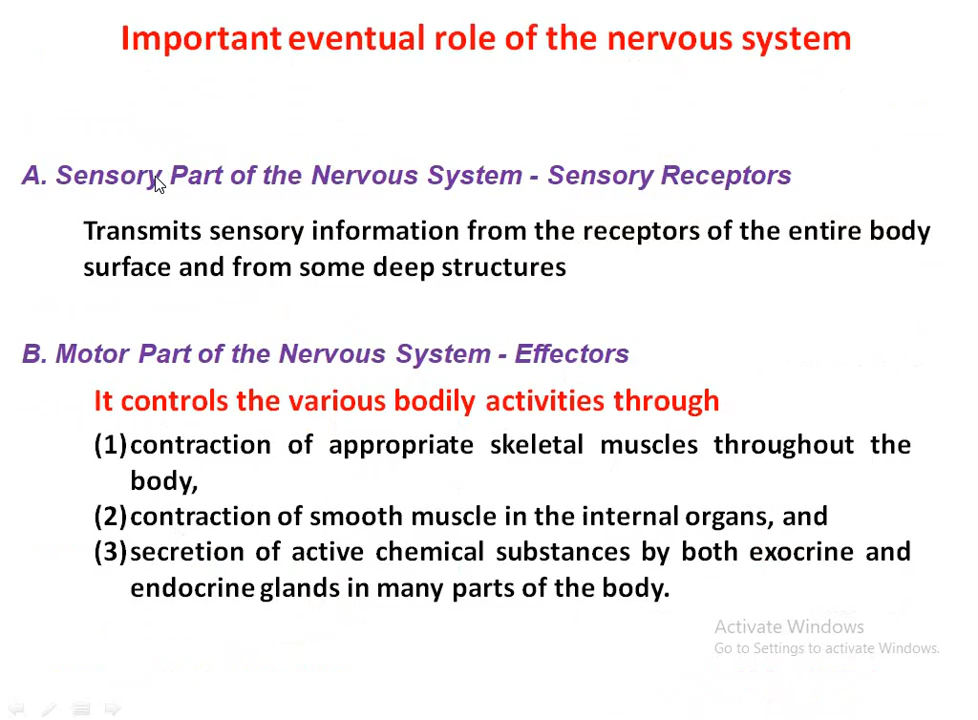 Important eventual role of the nervous system
A. Sensory Part of the Nervous System - Sensory Receptors
Transmits sensory information from the receptors of the entire body
surface and from some deep structures
B. Motor Part of the Nervous System - Effectors
It controls the various bodily activities through
(1) contraction of appropriate skeletal muscles throughout the
body,
(2) contraction of smooth muscle in the internal organs, and
(3) secretion of active chemical substances by both exocrine and
endocrine glands in many parts of the body.
Activate Windows
Go to Settings to activate Windows.